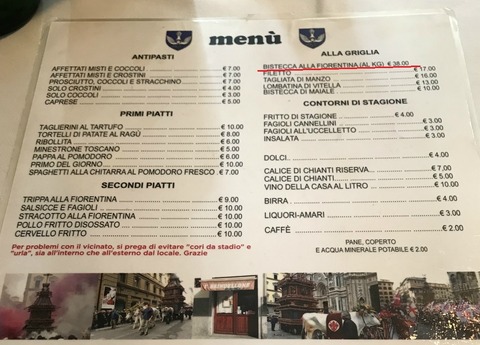 menù
ANTIPASTI
AFFETTATI MISTI E COCCOLI € 7.00
AFFETTATI MISTI E CROSTINI € 7.00
PROSCIUTTO, COCCOLI E STRACCHINO € 7.00
SOLO CROSTINI € 4.00
SOLO COCCOLI € 3.00
CAPRESE € 5.00
PRIMI PIATTI
TAGLIERINI AL TARTUFO € 10.00
TORTELLI DI PATATE AL RAGÙ € 8.00
RIBOLLITA € 6.00
MINESTRONE TOSCANO € 5.00
PAPPA AL POMODORO € 6.00
PRIMO DEL GIORNO € 10.00
SPAGHETTI ALLA CHITARRA AL POMODORO FRESCO € 7.00
SECONDI PIATTI
TRIPPA ALLA FIORENTINA € 9.00
SALSICCE E FAGIOLI € 10.00
STRACOTTO ALLA FIORENTINA € 10.00
POLLO FRITTO DISOSSATO € 10.00
CERVELLO FRITTO € 10.00
Per problemi con il vicinato, si prega di evitare "cori da stadio" e
"urla", sia all'interno che all'esterno dal locale. Grazie
ALLA GRIGLIA
BISTECCA ALLA FIORENTINA (AL KG) € 38.00
FILETTO € 17.00
TAGLIATA DI MANZO € 16.00
LOMBATINA DI VITELLA € 13.00
BISTECCA DI MAIALE € 10.00
CONTORNI DI STAGIONE
FRITTO DI STAGIONE € 4.00
FAGIOLI CANNELLINI € 3.00
FAGIOLI ALL'UCCELLETTO € 3.00
INSALATA € 3.00
DOLCI € 4.00
CALICE DI CHIANTI RISERVA € 7,00
CALICE DI CHIANTI € 5.00
VINO DELLA CASA AL LITRO € 10.00
BIRRA € 4.00
LIQUORI-AMARI € 3.00
CAFFÈ € 2.00
PANE, COPERTO
E ACQUA MINERALE POTABILE € 2.00